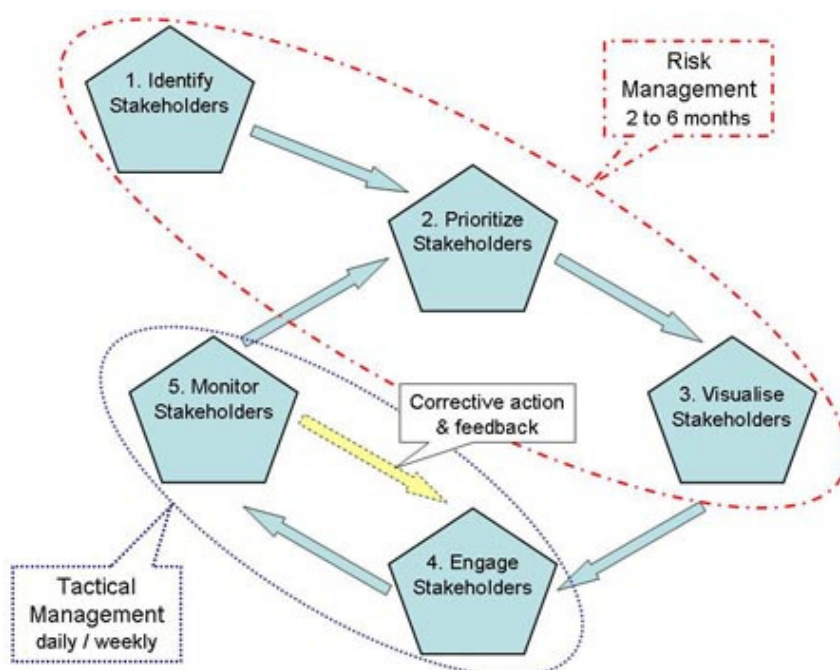 1. Identify
Stakeholders
Risk
Management
2 to 6 months
2. Prioritize
Stakeholders
5. Monitor
Stakeholders
Corrective action
& feedback
3. Visualise
Stakeholders
4. Engage
Stakeholders
Tactical
Management
daily / weekly